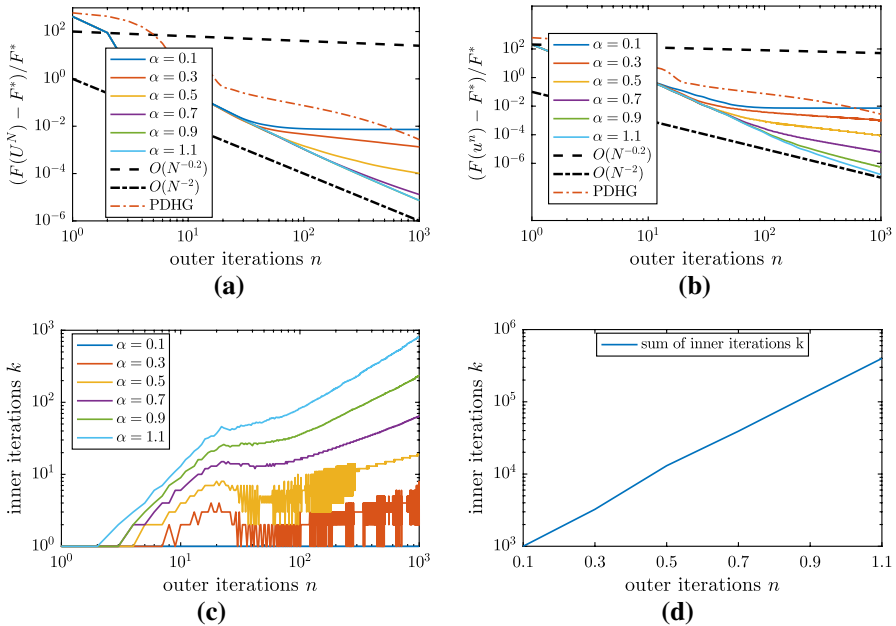 10^2
10^0
10^-2
10^-4
10^-6
(F(U^N) − F*)/F*
α = 0.1
α = 0.3
α = 0.5
α = 0.7
α = 0.9
α = 1.1
O(N^-0.2)
O(N^-2)
PDHG
10^0
10^1
10^2
10^3
outer iterations n
(a)
10^2
10^0
10^-2
10^-4
10^-6
(F(u^n) − F*)/F*
α = 0.1
α = 0.3
α = 0.5
α = 0.7
α = 0.9
α = 1.1
O(N^-0.2)
O(N^-2)
PDHG
10^0
10^1
10^2
10^3
outer iterations n
(b)
10^3
10^2
10^1
10^0
inner iterations k
α = 0.1
α = 0.3
α = 0.5
α = 0.7
α = 0.9
α = 1.1
10^0
10^1
10^2
10^3
outer iterations n
(c)
10^6
10^5
10^4
10^3
inner iterations k
sum of inner iterations k
0.1
0.3
0.5
0.7
0.9
1.1
outer iterations n
(d)